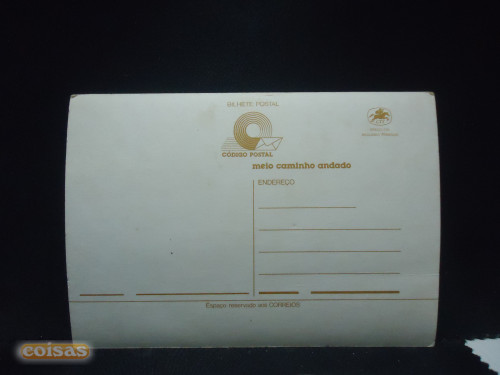 BILHETE POSTAL
CÓDIGO POSTAL
meio caminho andado
ENDEREÇO
Espaço reservado aos CORREIOS
coisas